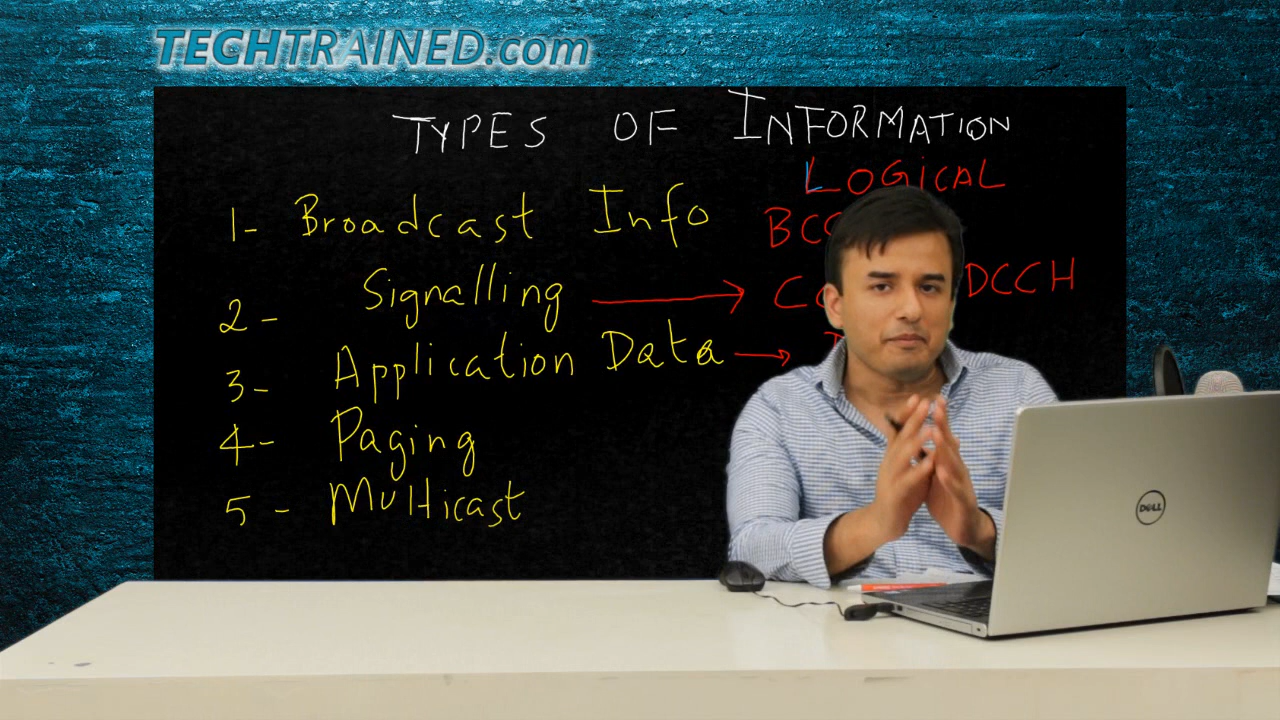 TECHTRAINED.com
TYPES OF INFORMATION
LOGICAL
1- Broadcast Info
2- Signalling → DCCH
3- Application Data →
4- Paging
5- Multicast
DELL